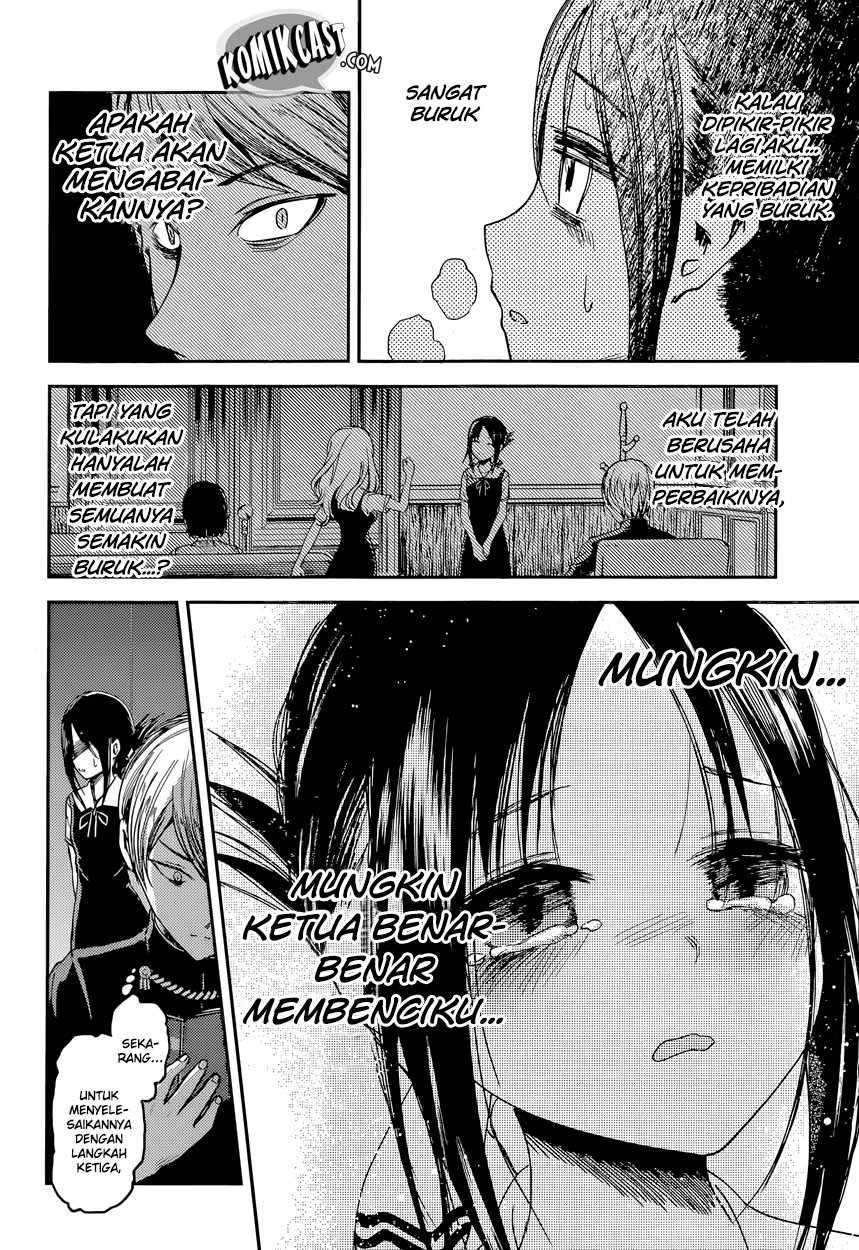 KOMIKCAST
.COM
KALAU
DIPIKIR-PIKIR
LAGI AKU...
MEMILKI
KEPRIBADIAN
YANG BURUK.
SANGAT
BURUK
APAKAH
KETUA AKAN
MENGABAI-
KANNYA?
AKU TELAH
BERUSAHA
UNTUK MEM-
PERBAIKINYA,
TAPI YANG
KULAKUKAN
HANYALAH
MEMBUAT
SEMUANYA
SEMAKIN
BURUK...?
MUNGKIN...
MUNGKIN
KETUA BENAR-
BENAR
MEMBENCIKU...
SEKA-
RANG...
UNTUK
MENYELE-
SAIKANNYA
DENGAN
LANGKAH
KETIGA,